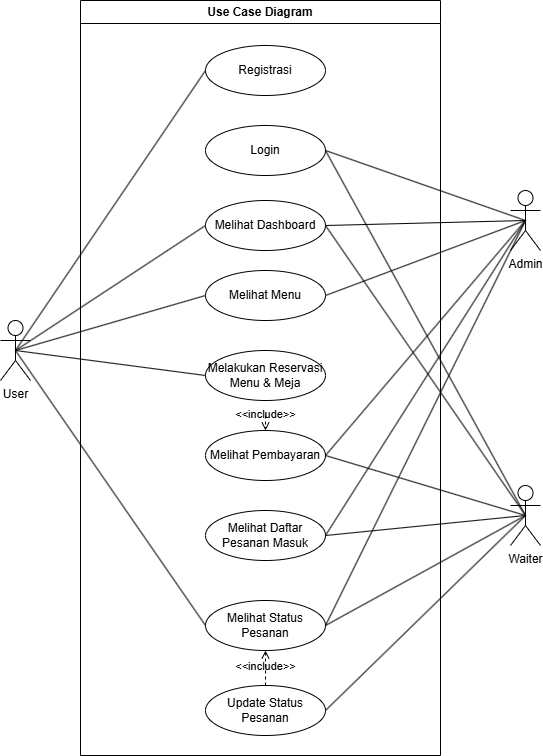 Use Case Diagram
Registrasi
Login
Melihat Dashboard
Melihat Menu
Admin
User
Melakukan Reservasi
Menu & Meja
<<include>>
Melihat Pembayaran
Melihat Daftar
Pesanan Masuk
Waiter
Melihat Status
Pesanan
<<include>>
Update Status
Pesanan